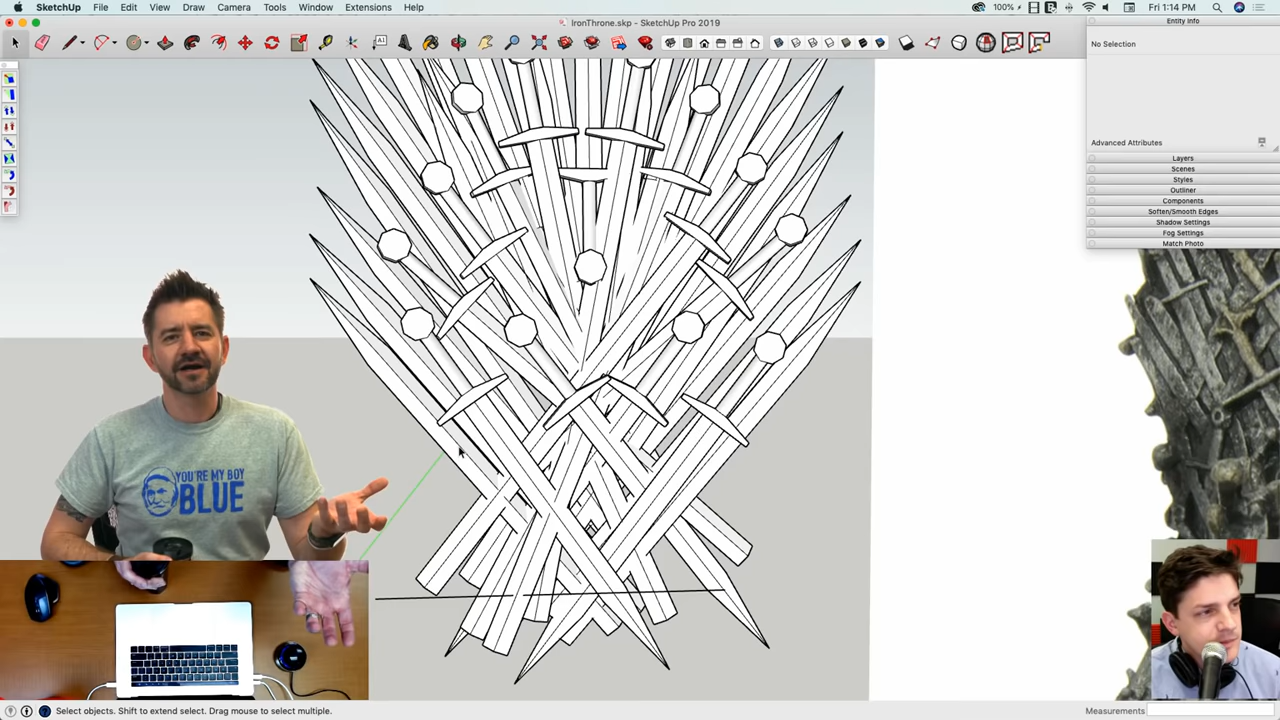 SketchUp File Edit View Draw Camera Tools Window Extensions Help
100% Fri 1:14 PM
IronThrone.skp - SketchUp Pro 2019
Entity Info
No Selection
Advanced Attributes
Layers
Scenes
Styles
Outliner
Components
Soften/Smooth Edges
Shadow Settings
Fog Settings
Match Photo
YOU'RE MY BOY
BLUE
Select objects. Shift to extend select. Drag mouse to select multiple.
Measurements